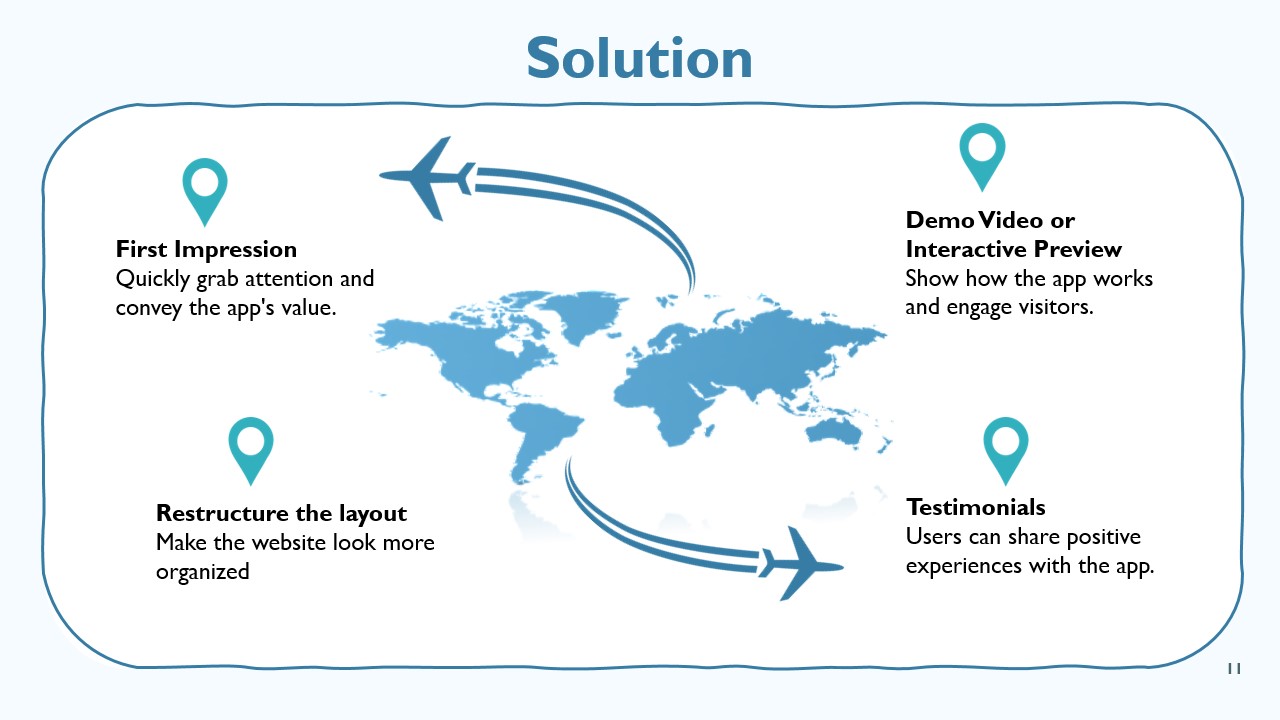 Solution
First Impression
Quickly grab attention and
convey the app's value.
Demo Video or
Interactive Preview
Show how the app works
and engage visitors.
Restructure the layout
Make the website look more
organized
Testimonials
Users can share positive
experiences with the app.
11